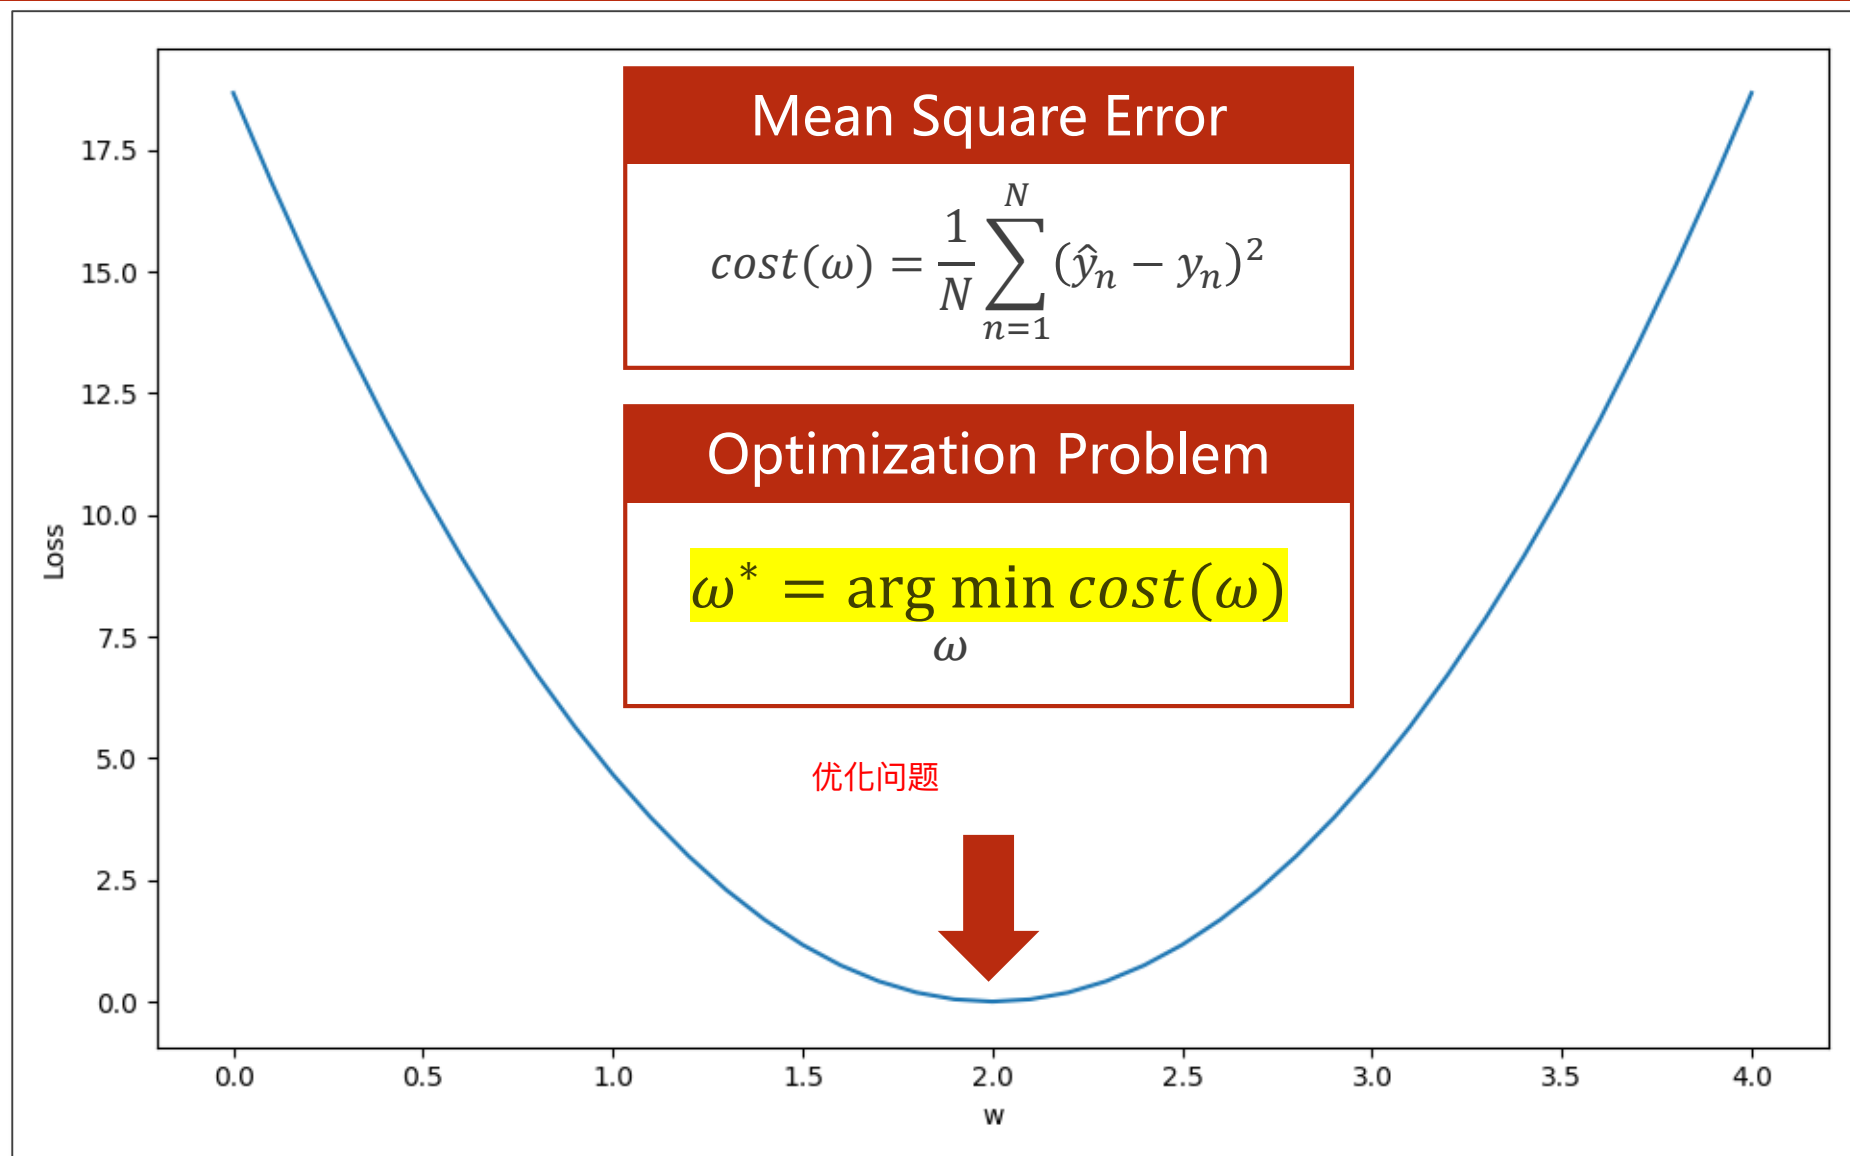 Mean Square Error
cost(ω) = 1/N ∑_{n=1}^{N} (ŷ_n − y_n)²
Optimization Problem
ω* = arg min cost(ω)
ω
优化问题
Loss
17.5
15.0
12.5
10.0
7.5
5.0
2.5
0.0
0.0 0.5 1.0 1.5 2.0 2.5 3.0 3.5 4.0
w